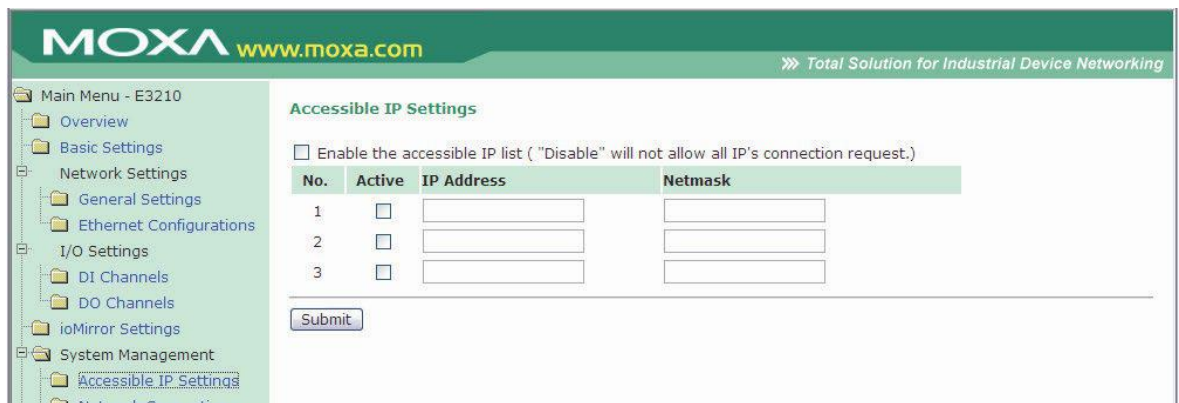 MOXA www.moxa.com
Total Solution for Industrial Device Networking
Main Menu - E3210
Overview
Basic Settings
Network Settings
General Settings
Ethernet Configurations
I/O Settings
DI Channels
DO Channels
ioMirror Settings
System Management
Accessible IP Settings
Accessible IP Settings
Enable the accessible IP list ( "Disable" will not allow all IP's connection request.)
No. Active IP Address Netmask
1
2
3
Submit